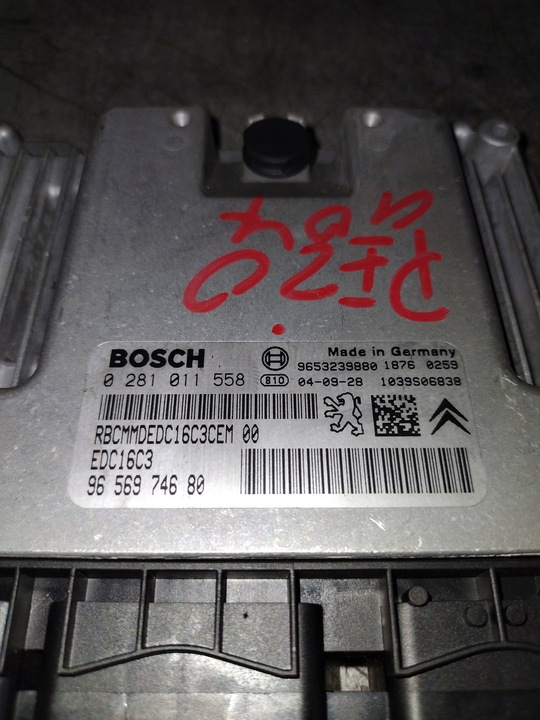 BOSCH
Made in Germany
9653239880 1876 0259
0 281 011 558 810 04-09-28 1039S06838
RBCMMDEDC16C3CEM 00
EDC16C3
96 569 746 80